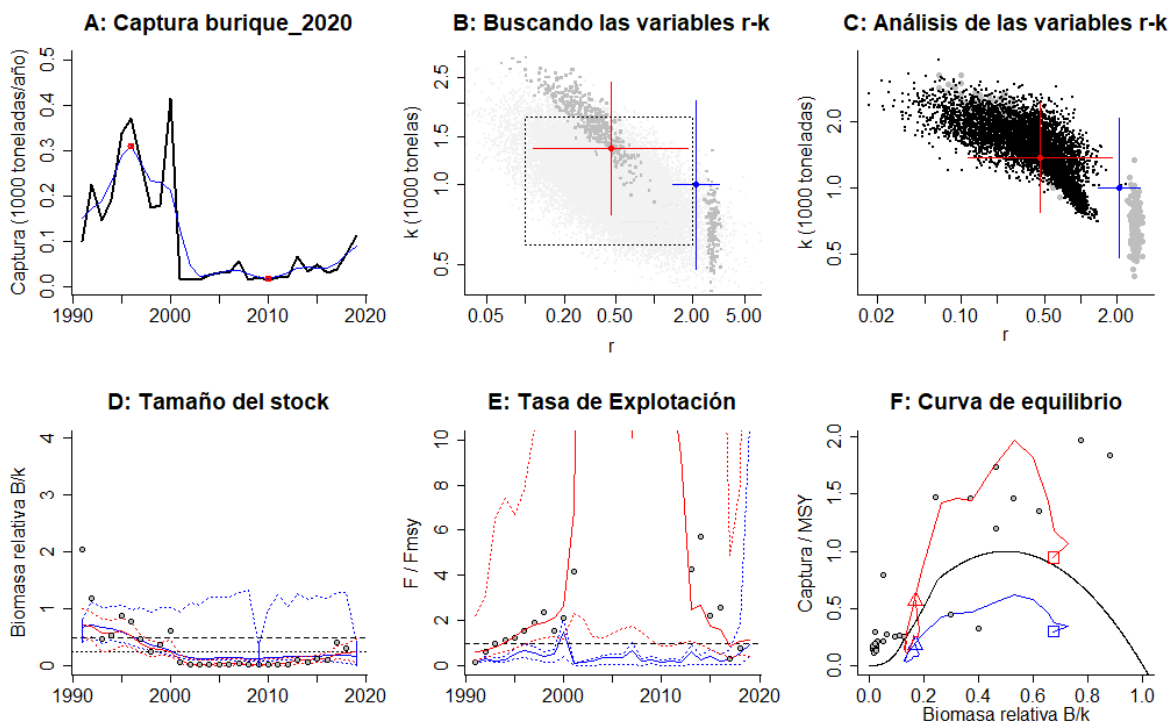 A: Captura burique_2020
Captura (1000 toneladas/año)
0.0 0.1 0.2 0.3 0.4 0.5
1990 2000 2010 2020
B: Buscando las variables r-k
k (1000 tonelas)
0.5 1.0 1.5 2.5
0.05 0.20 0.50 2.00 5.00
r
C: Análisis de las variables r-k
k (1000 toneladas)
0.5 1.0 2.0
0.02 0.10 0.50 2.00
r
D: Tamaño del stock
Biomasa relativa B/k
0 1 2 3 4
1990 2000 2010 2020
E: Tasa de Explotación
F / Fmsy
0 2 4 6 8 10
1990 2000 2010 2020
F: Curva de equilibrio
Captura / MSY
0.0 0.5 1.0 1.5 2.0
0.0 0.2 0.4 0.6 0.8 1.0
Biomasa relativa B/k